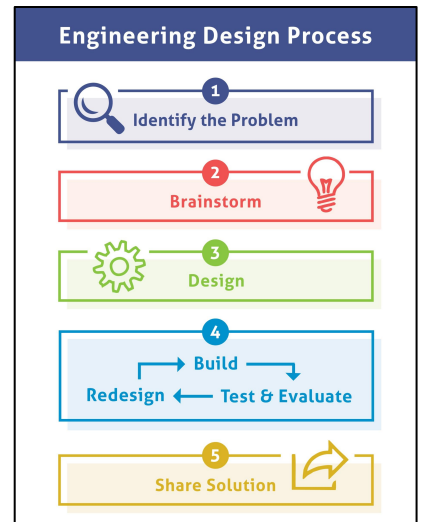 Engineering Design Process
1
Identify the Problem
2
Brainstorm
3
Design
4
Build
Redesign
Test & Evaluate
5
Share Solution